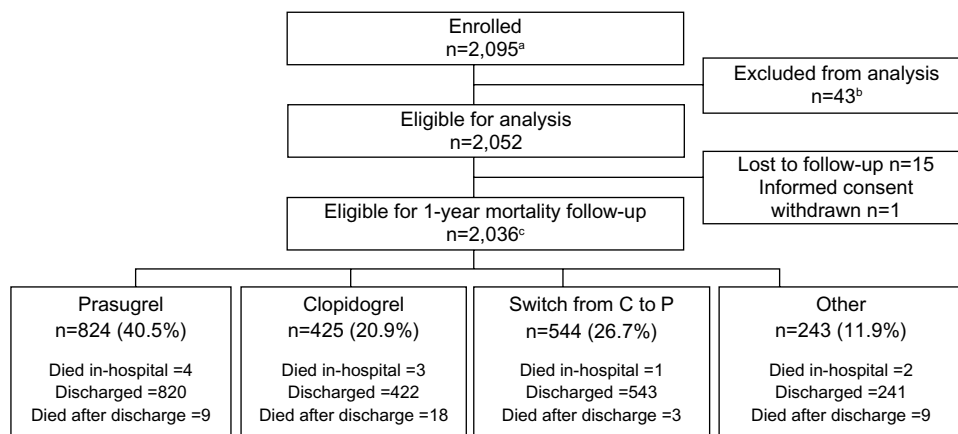 Enrolled
n=2,095ᵃ
Excluded from analysis
n=43ᵇ
Eligible for analysis
n=2,052
Lost to follow-up n=15
Informed consent
withdrawn n=1
Eligible for 1-year mortality follow-up
n=2,036ᶜ
Prasugrel
n=824 (40.5%)
Died in-hospital =4
Discharged =820
Died after discharge =9
Clopidogrel
n=425 (20.9%)
Died in-hospital =3
Discharged =422
Died after discharge =18
Switch from C to P
n=544 (26.7%)
Died in-hospital =1
Discharged =543
Died after discharge =3
Other
n=243 (11.9%)
Died in-hospital =2
Discharged =241
Died after discharge =9